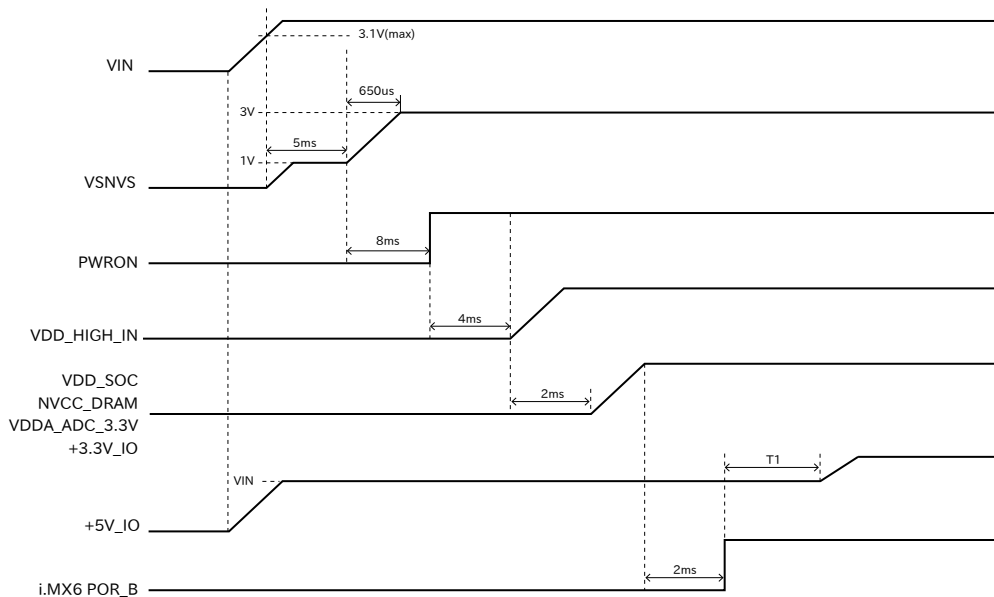 3.1V(max)
VIN
650us
3V
5ms
1V
VSNVS
8ms
PWRON
4ms
VDD_HIGH_IN
VDD_SOC
2ms
NVCC_DRAM
VDDA_ADC_3.3V
+3.3V_IO
T1
VIN
+5V_IO
2ms
i.MX6 POR_B